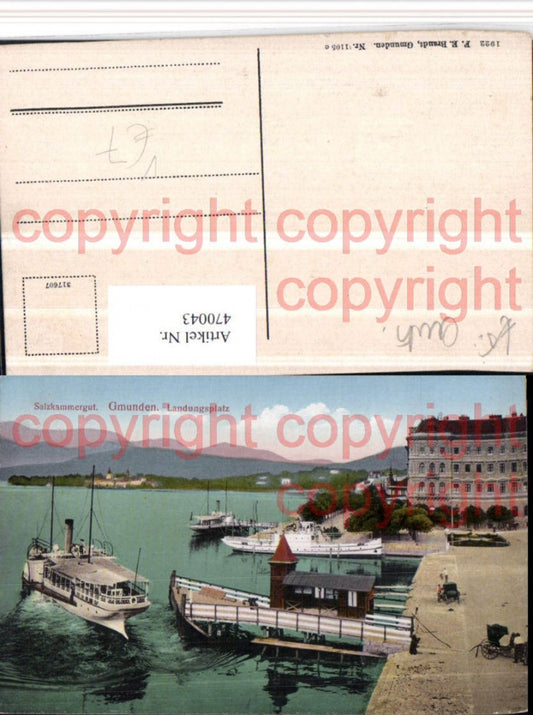 1922 F. E. Brandt, Gmunden. Nr. 1105 e
copyright copyright
copyright
317607
Artikel Nr.
470043
Salzkammergut. Gmunden. Landungsplatz
copyright copyright
copyright